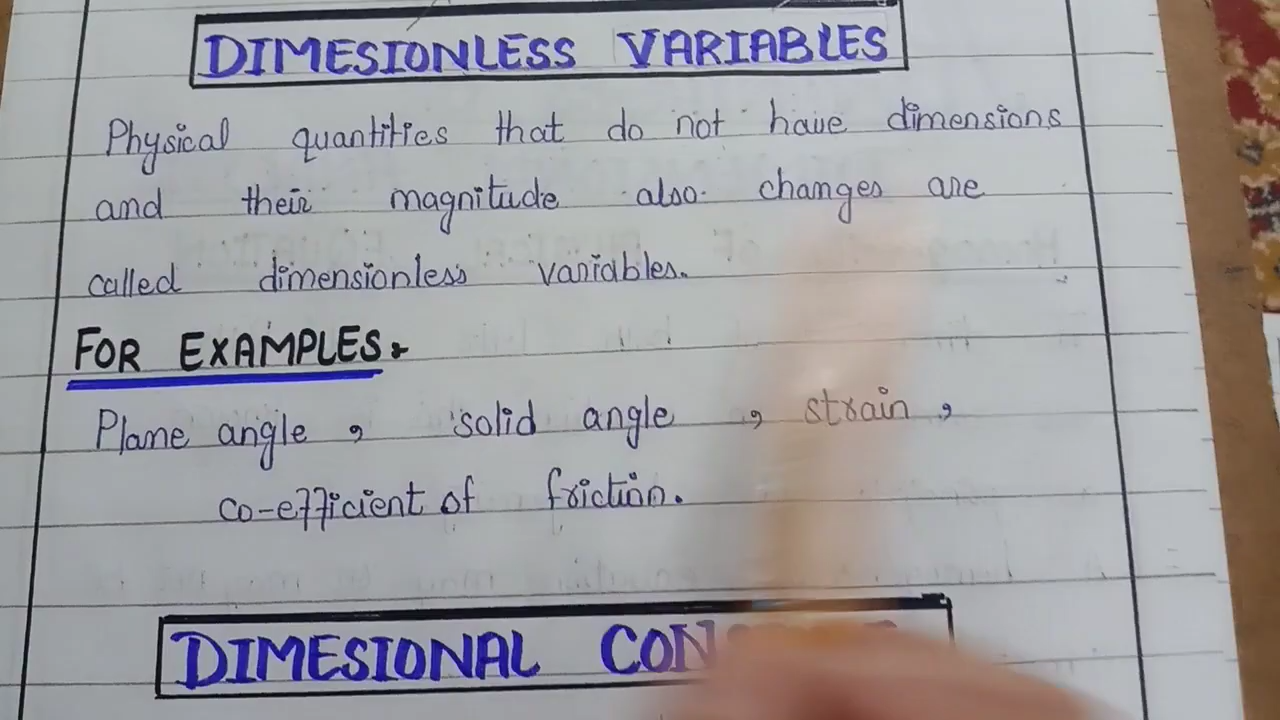 DIMESIONLESS VARIABLES
Physical quantities that do not have dimensions
and their magnitude also changes are
called dimensionless variables.
FOR EXAMPLES:
Plane angle, solid angle, strain,
co-efficient of friction.
DIMESIONAL